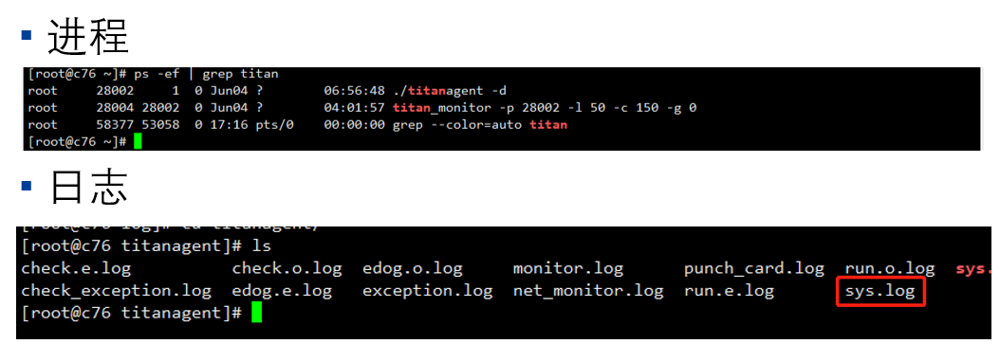 进程
[root@c76 ~]# ps -ef | grep titan
root 28002 1 0 Jun04 ? 06:56:48 ./titanagent -d
root 28004 28002 0 Jun04 ? 04:01:57 titan_monitor -p 28002 -l 50 -c 150 -g 0
root 58377 53058 0 17:16 pts/0 00:00:00 grep --color=auto titan
[root@c76 ~]#
日志
[root@c76 log]# cd titanagent/
[root@c76 titanagent]# ls
check.e.log check.o.log edog.o.log monitor.log punch_card.log run.o.log sys.
check_exception.log edog.e.log exception.log net_monitor.log run.e.log sys.log
[root@c76 titanagent]#